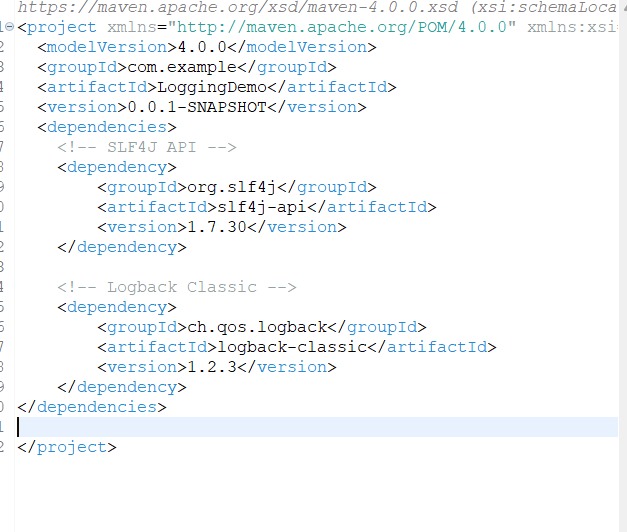 https://maven.apache.org/xsd/maven-4.0.0.xsd (xsi:schemaLoca
<project xmlns="http://maven.apache.org/POM/4.0.0" xmlns:xsi
2 <modelVersion>4.0.0</modelVersion>
3 <groupId>com.example</groupId>
4 <artifactId>LoggingDemo</artifactId>
5 <version>0.0.1-SNAPSHOT</version>
6 <dependencies>
7 <!-- SLF4J API -->
8 <dependency>
9 <groupId>org.slf4j</groupId>
0 <artifactId>slf4j-api</artifactId>
1 <version>1.7.30</version>
2 </dependency>
3
4 <!-- Logback Classic -->
5 <dependency>
6 <groupId>ch.qos.logback</groupId>
7 <artifactId>logback-classic</artifactId>
8 <version>1.2.3</version>
9 </dependency>
0 </dependencies>
1
2 </project>